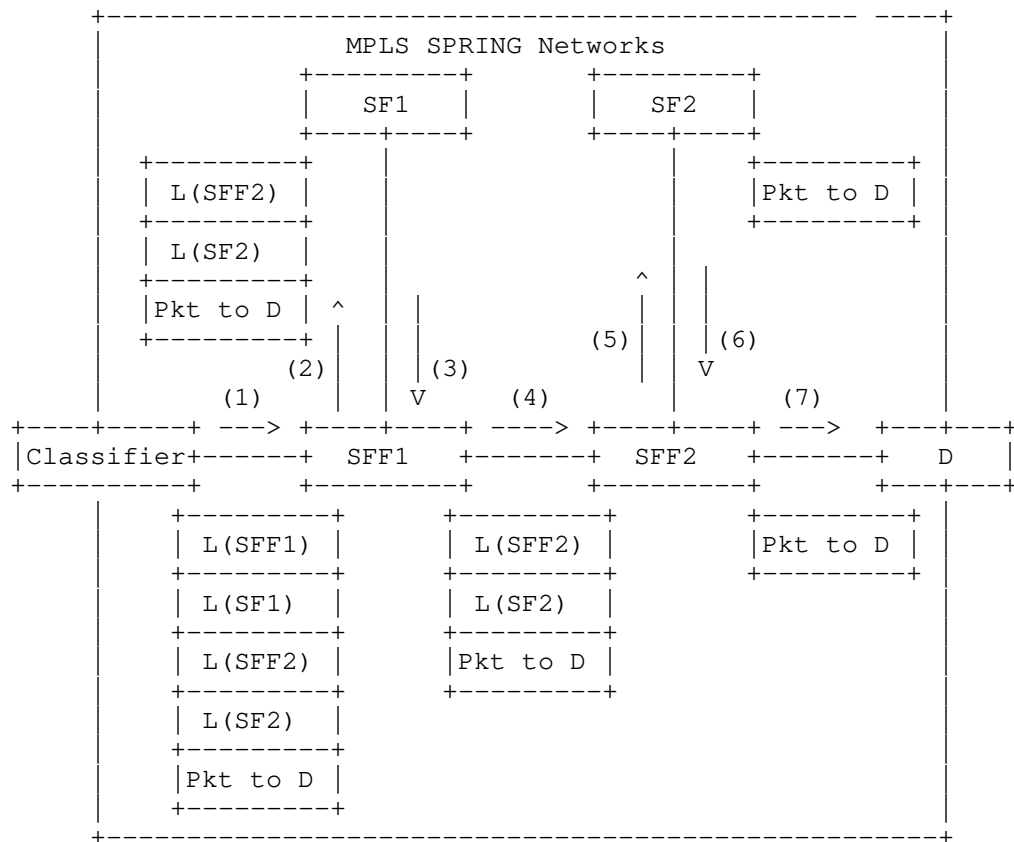 MPLS SPRING Networks
SF1 SF2
L(SFF2) Pkt to D
L(SF2)
Pkt to D
(5) (6)
(2) (3)
(1) (4) (7)
Classifier SFF1 SFF2 D
L(SFF1) L(SFF2) Pkt to D
L(SF1) L(SF2)
L(SFF2) Pkt to D
L(SF2)
Pkt to D